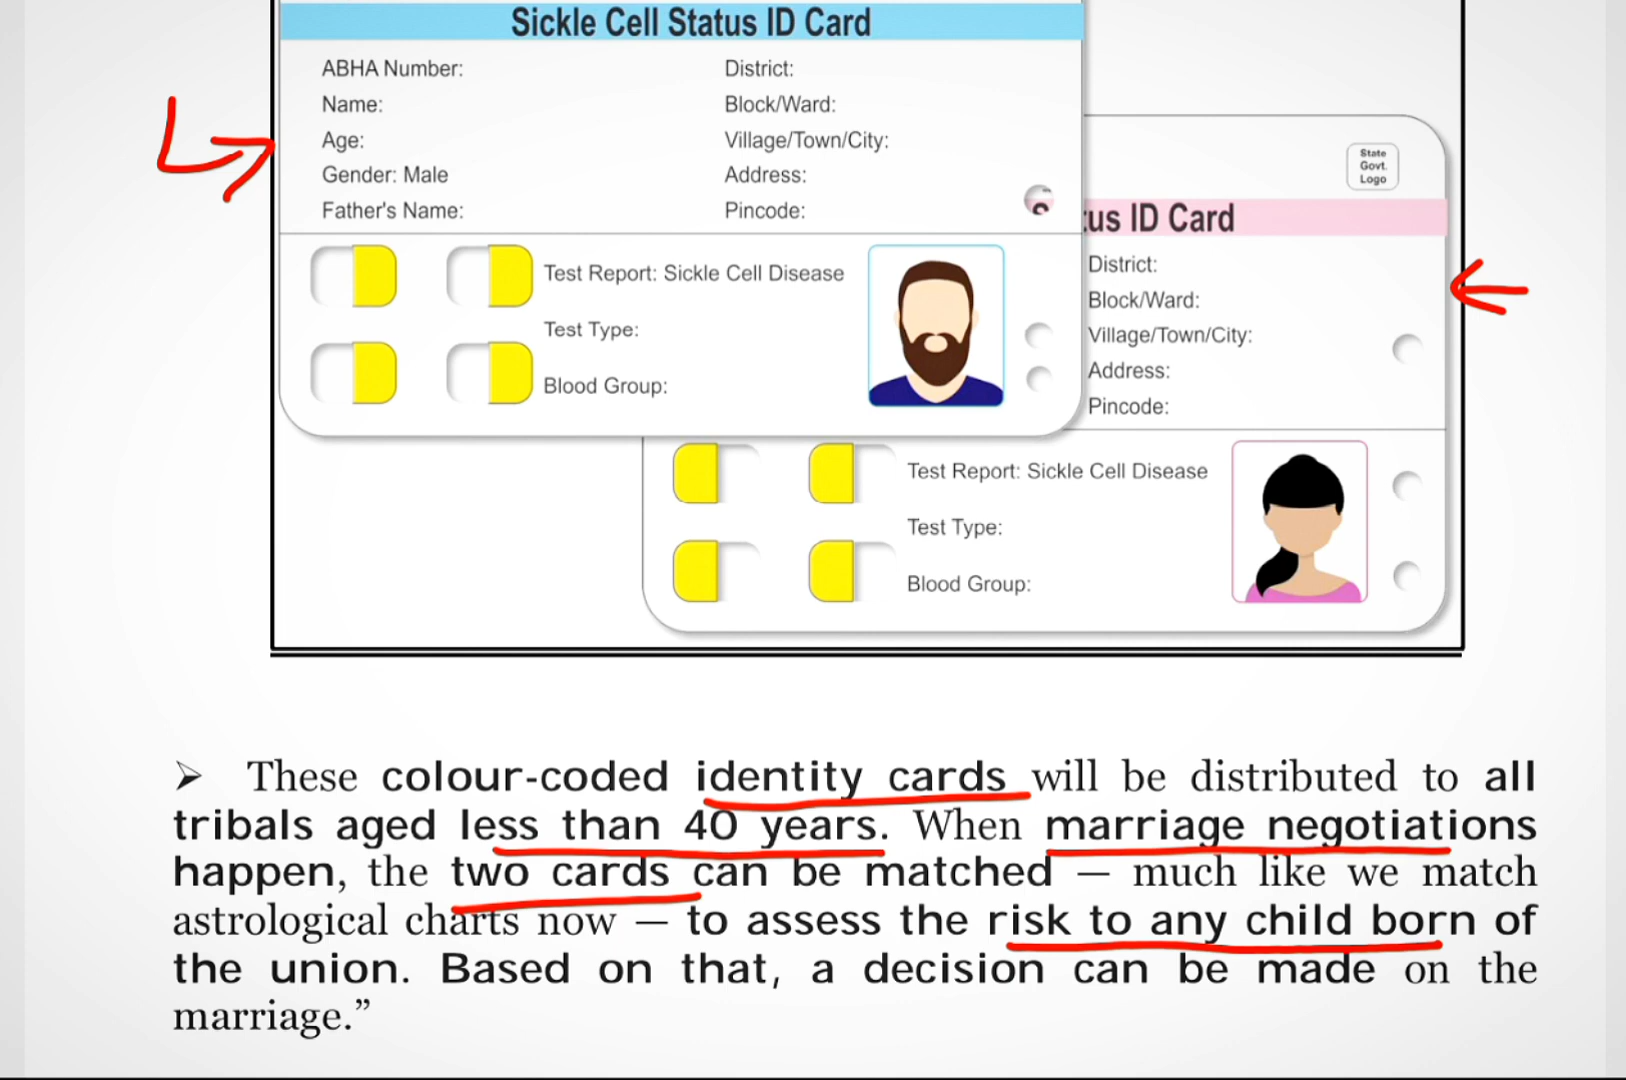 Sickle Cell Status ID Card
ABHA Number:
Name:
Age:
Gender: Male
Father's Name:
District:
Block/Ward:
Village/Town/City:
Address:
Pincode:
Test Report: Sickle Cell Disease
Test Type:
Blood Group:
State
Govt.
Logo
tus ID Card
District:
Block/Ward:
Village/Town/City:
Address:
Pincode:
Test Report: Sickle Cell Disease
Test Type:
Blood Group:
➢ These colour-coded identity cards will be distributed to all
tribals aged less than 40 years. When marriage negotiations
happen, the two cards can be matched — much like we match
astrological charts now — to assess the risk to any child born of
the union. Based on that, a decision can be made on the
marriage.”